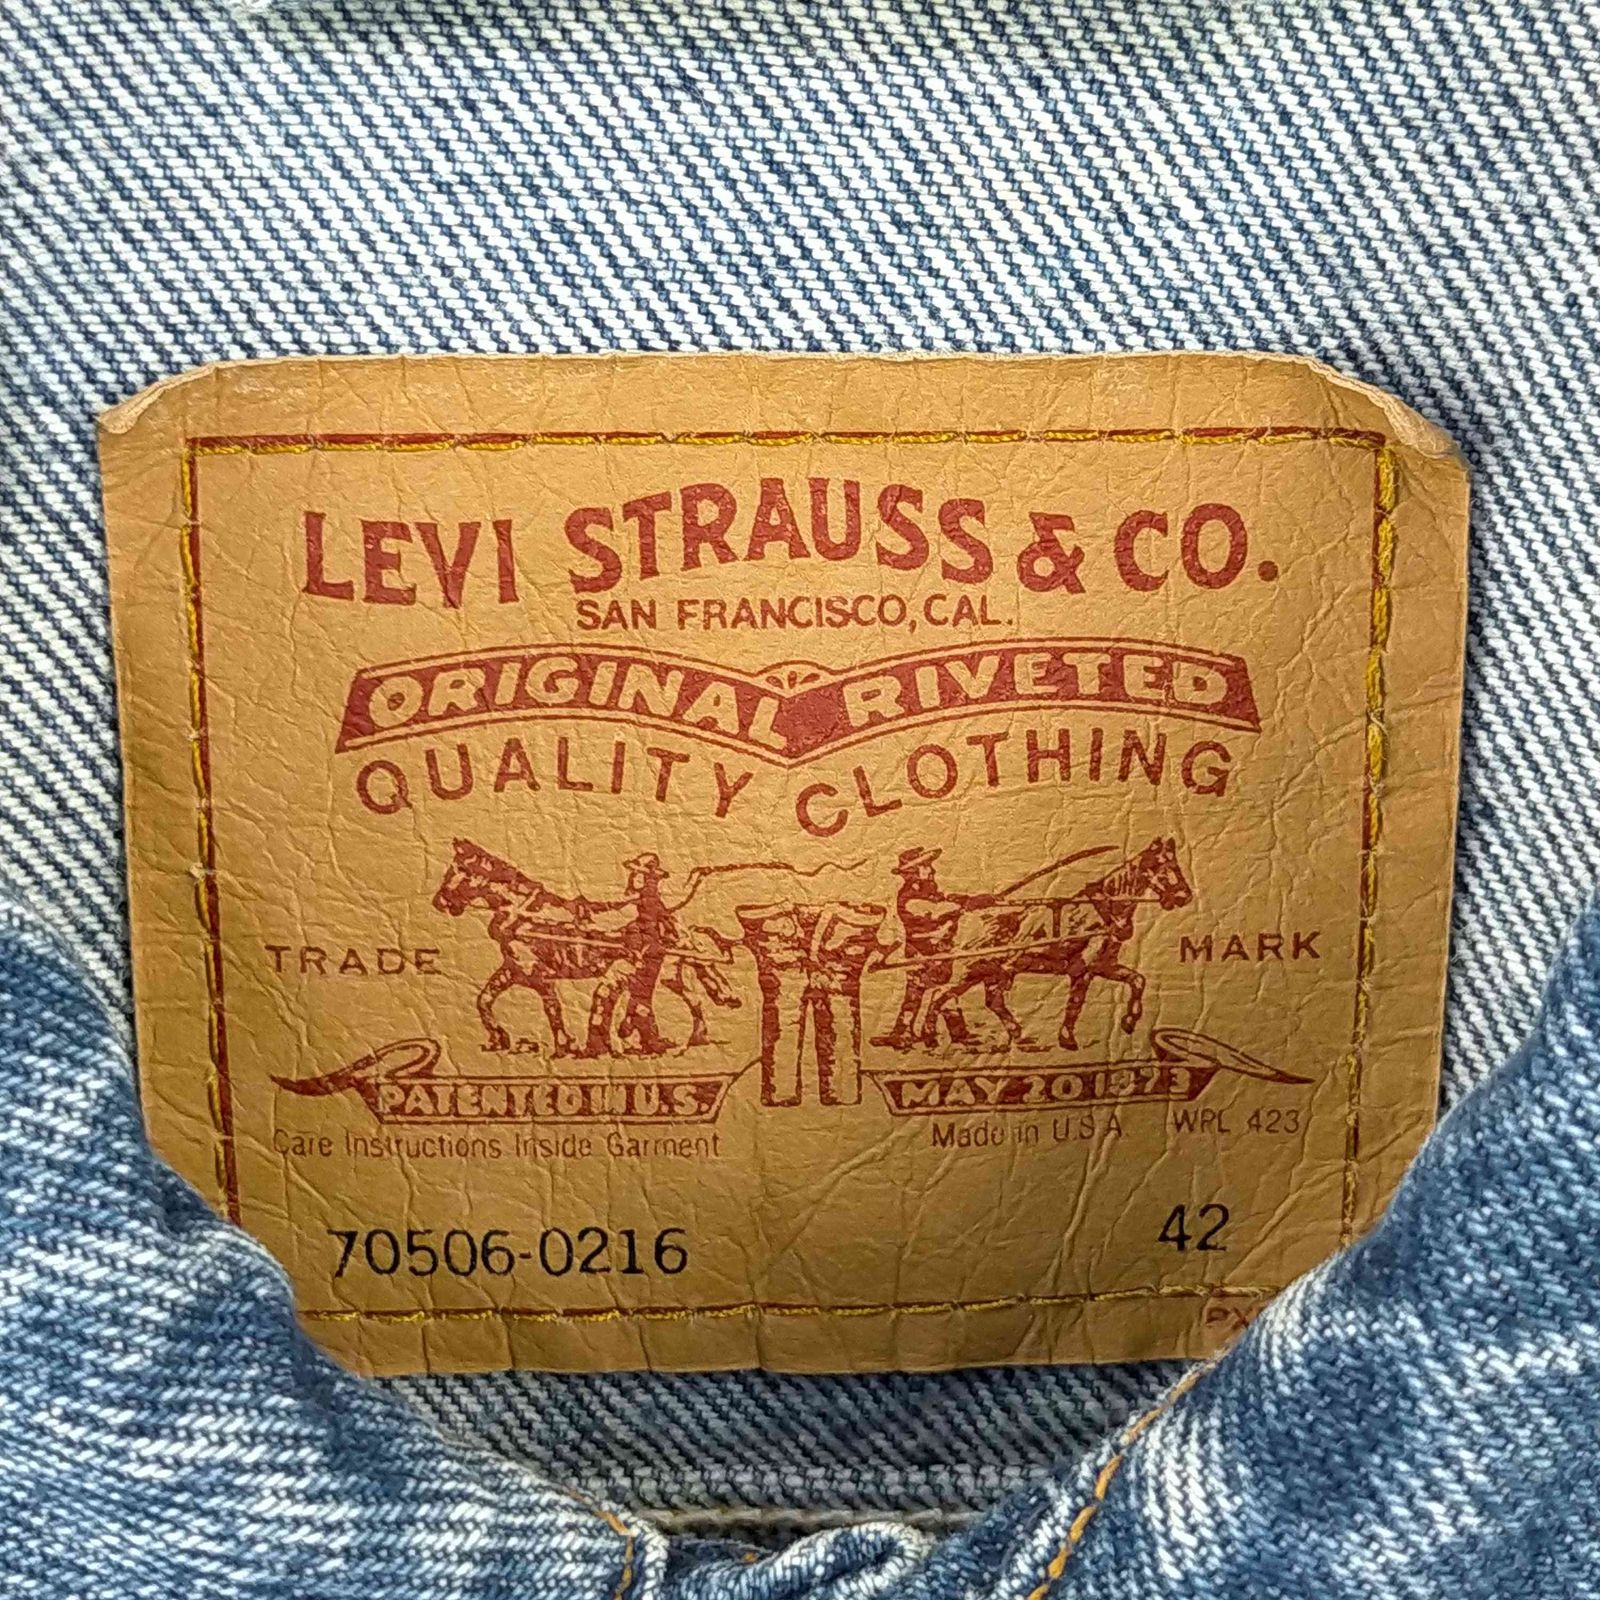 LEVI STRAUSS & CO.
SAN FRANCISCO, CAL.
ORIGINAL RIVETED
QUALITY CLOTHING
TRADE MARK
PATENTED IN U.S. MAY 20 1873
Care Instructions Inside Garment Made in U.S.A. WPL 423
70506-0216 42